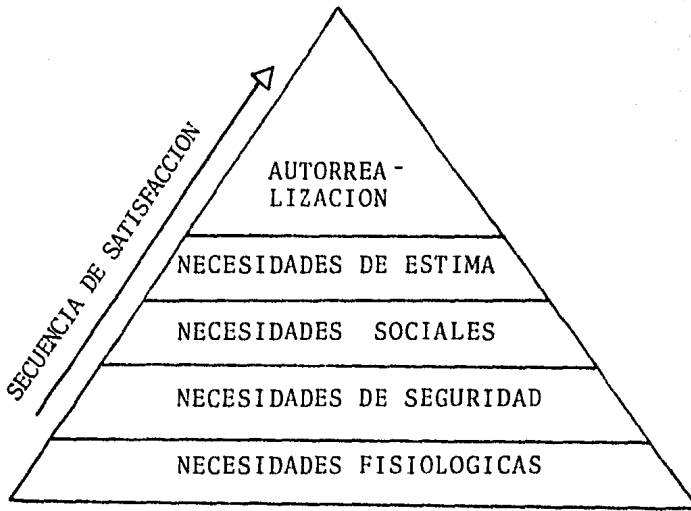 SECUENCIA DE SATISFACCION
AUTORREA-
LIZACION
NECESIDADES DE ESTIMA
NECESIDADES SOCIALES
NECESIDADES DE SEGURIDAD
NECESIDADES FISIOLOGICAS